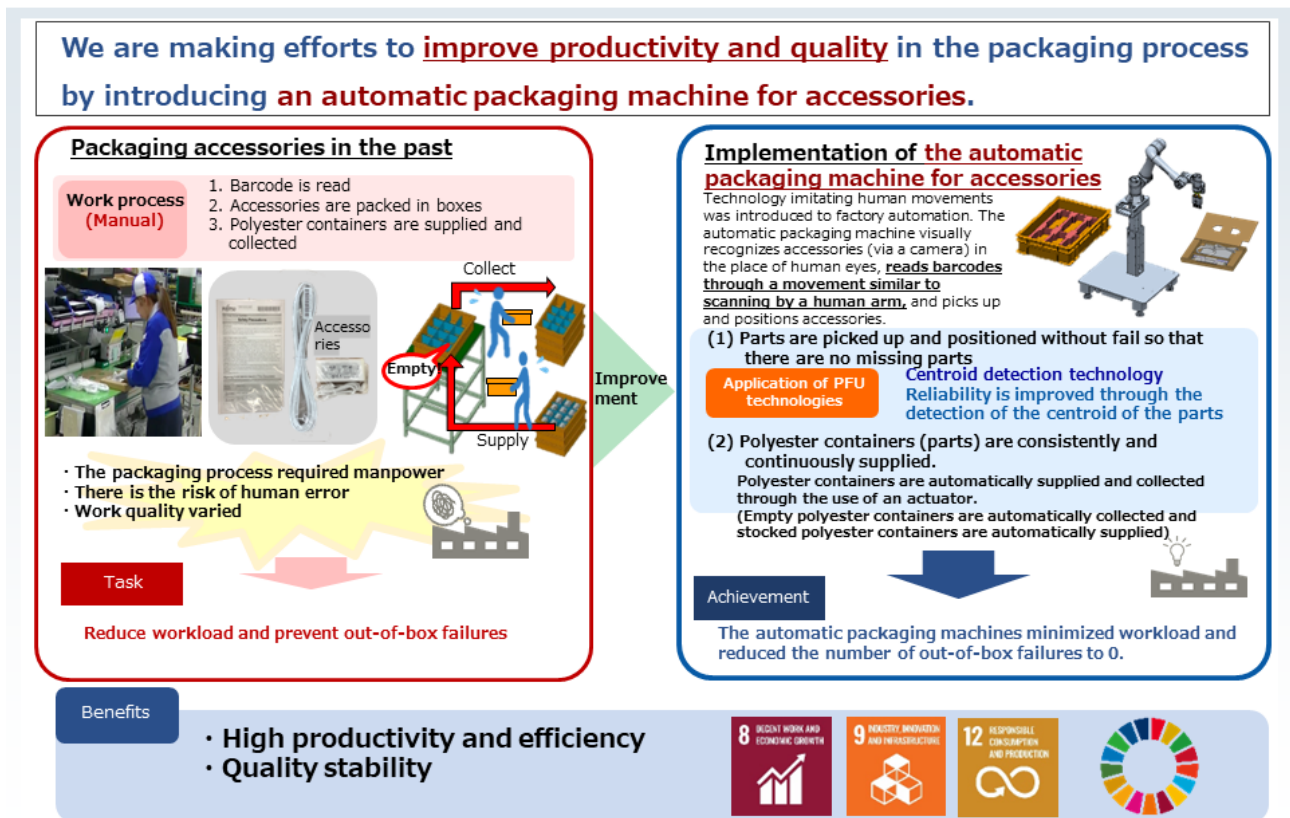 We are making efforts to improve productivity and quality in the packaging process
by introducing an automatic packaging machine for accessories.
Packaging accessories in the past
Work process
(Manual)
1. Barcode is read
2. Accessories are packed in boxes
3. Polyester containers are supplied and
collected
Accesso
ries
Collect
Empty
Supply
・The packaging process required manpower
・There is the risk of human error
・Work quality varied
Task
Reduce workload and prevent out-of-box failures
Improve
ment
Implementation of the automatic
packaging machine for accessories
Technology imitating human movements
was introduced to factory automation. The
automatic packaging machine visually
recognizes accessories (via a camera) in
the place of human eyes, reads barcodes
through a movement similar to
scanning by a human arm, and picks up
and positions accessories.
(1) Parts are picked up and positioned without fail so that
there are no missing parts
Application of PFU
technologies
Centroid detection technology
Reliability is improved through the
detection of the centroid of the parts
(2) Polyester containers (parts) are consistently and
continuously supplied.
Polyester containers are automatically supplied and collected
through the use of an actuator.
(Empty polyester containers are automatically collected and
stocked polyester containers are automatically supplied)
Achievement
The automatic packaging machines minimized workload and
reduced the number of out-of-box failures to 0.
Benefits
・High productivity and efficiency
・Quality stability
8 DECENT WORK AND
ECONOMIC GROWTH
9 INDUSTRY, INNOVATION
AND INFRASTRUCTURE
12 RESPONSIBLE
CONSUMPTION
AND PRODUCTION